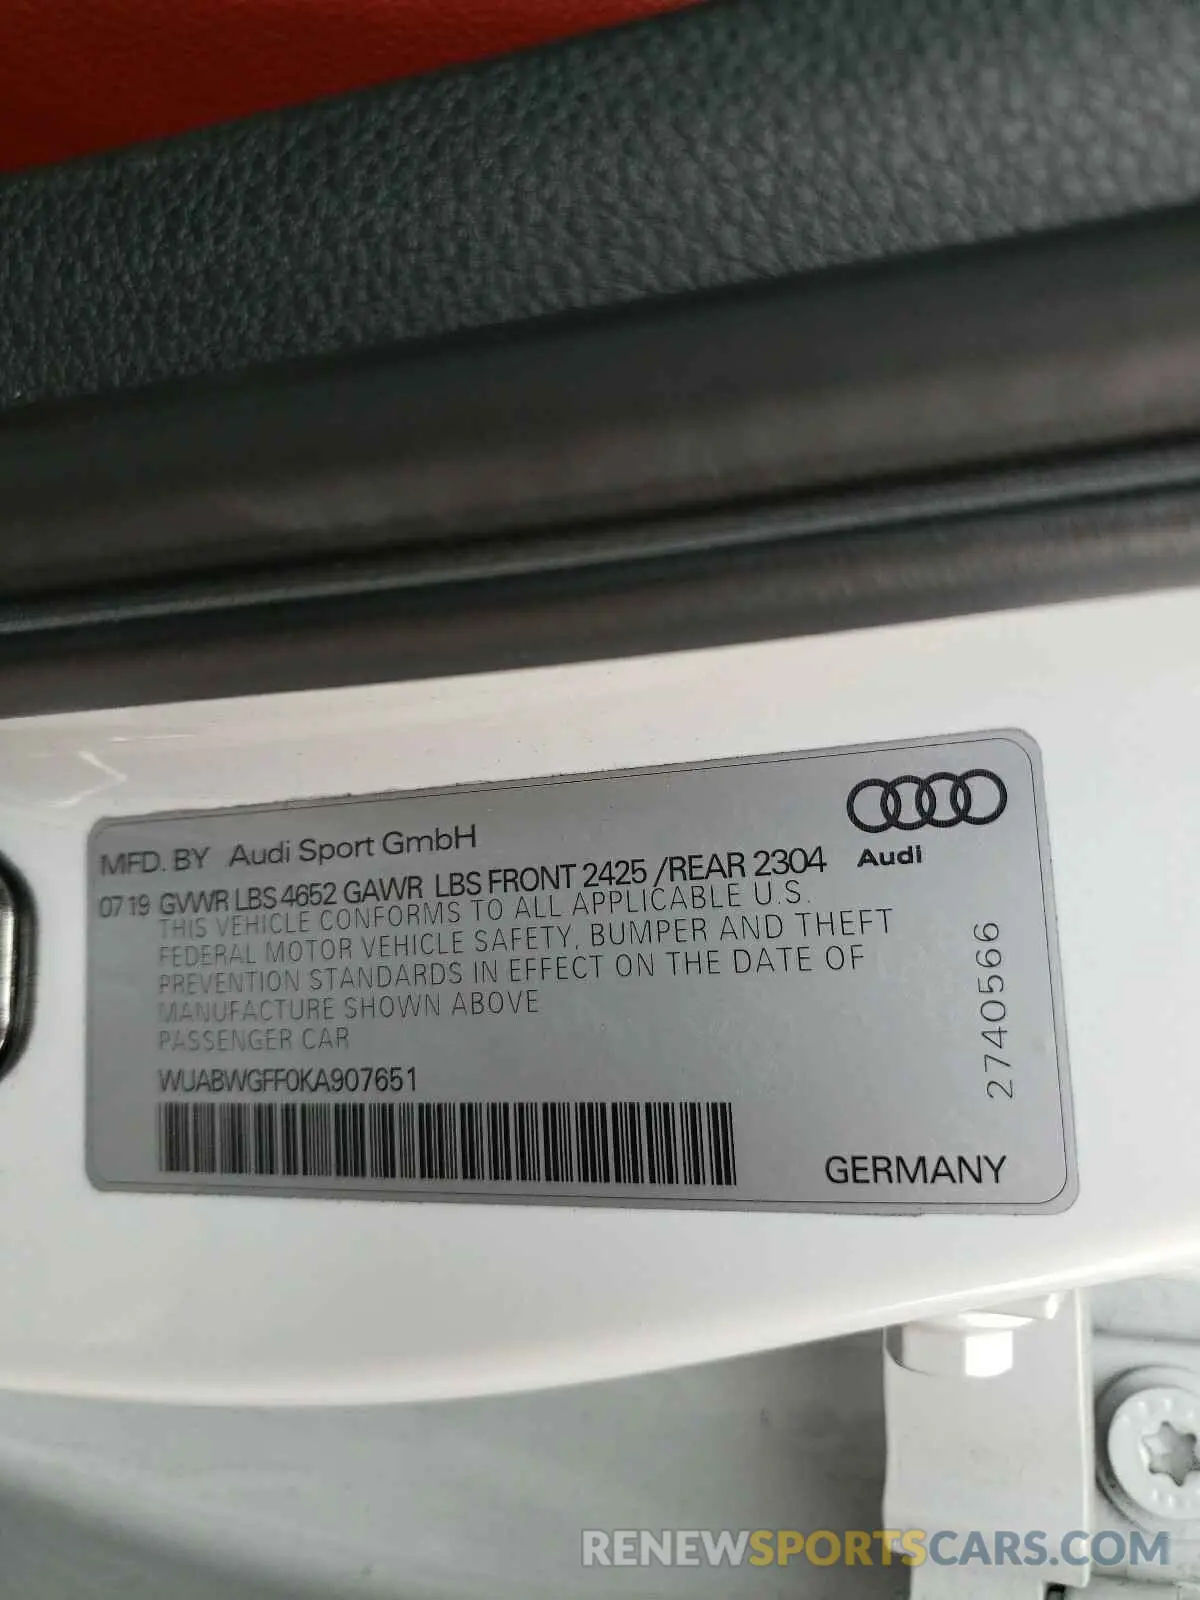 MFD. BY Audi Sport GmbH
Audi
07 19 GVWR LBS 4652 GAWR LBS FRONT 2425 /REAR 2304
THIS VEHICLE CONFORMS TO ALL APPLICABLE U.S.
FEDERAL MOTOR VEHICLE SAFETY, BUMPER AND THEFT
PREVENTION STANDARDS IN EFFECT ON THE DATE OF
MANUFACTURE SHOWN ABOVE
PASSENGER CAR
WUABWGFF0KA907651
2740566
GERMANY
RENEWSPORTSCARS.COM